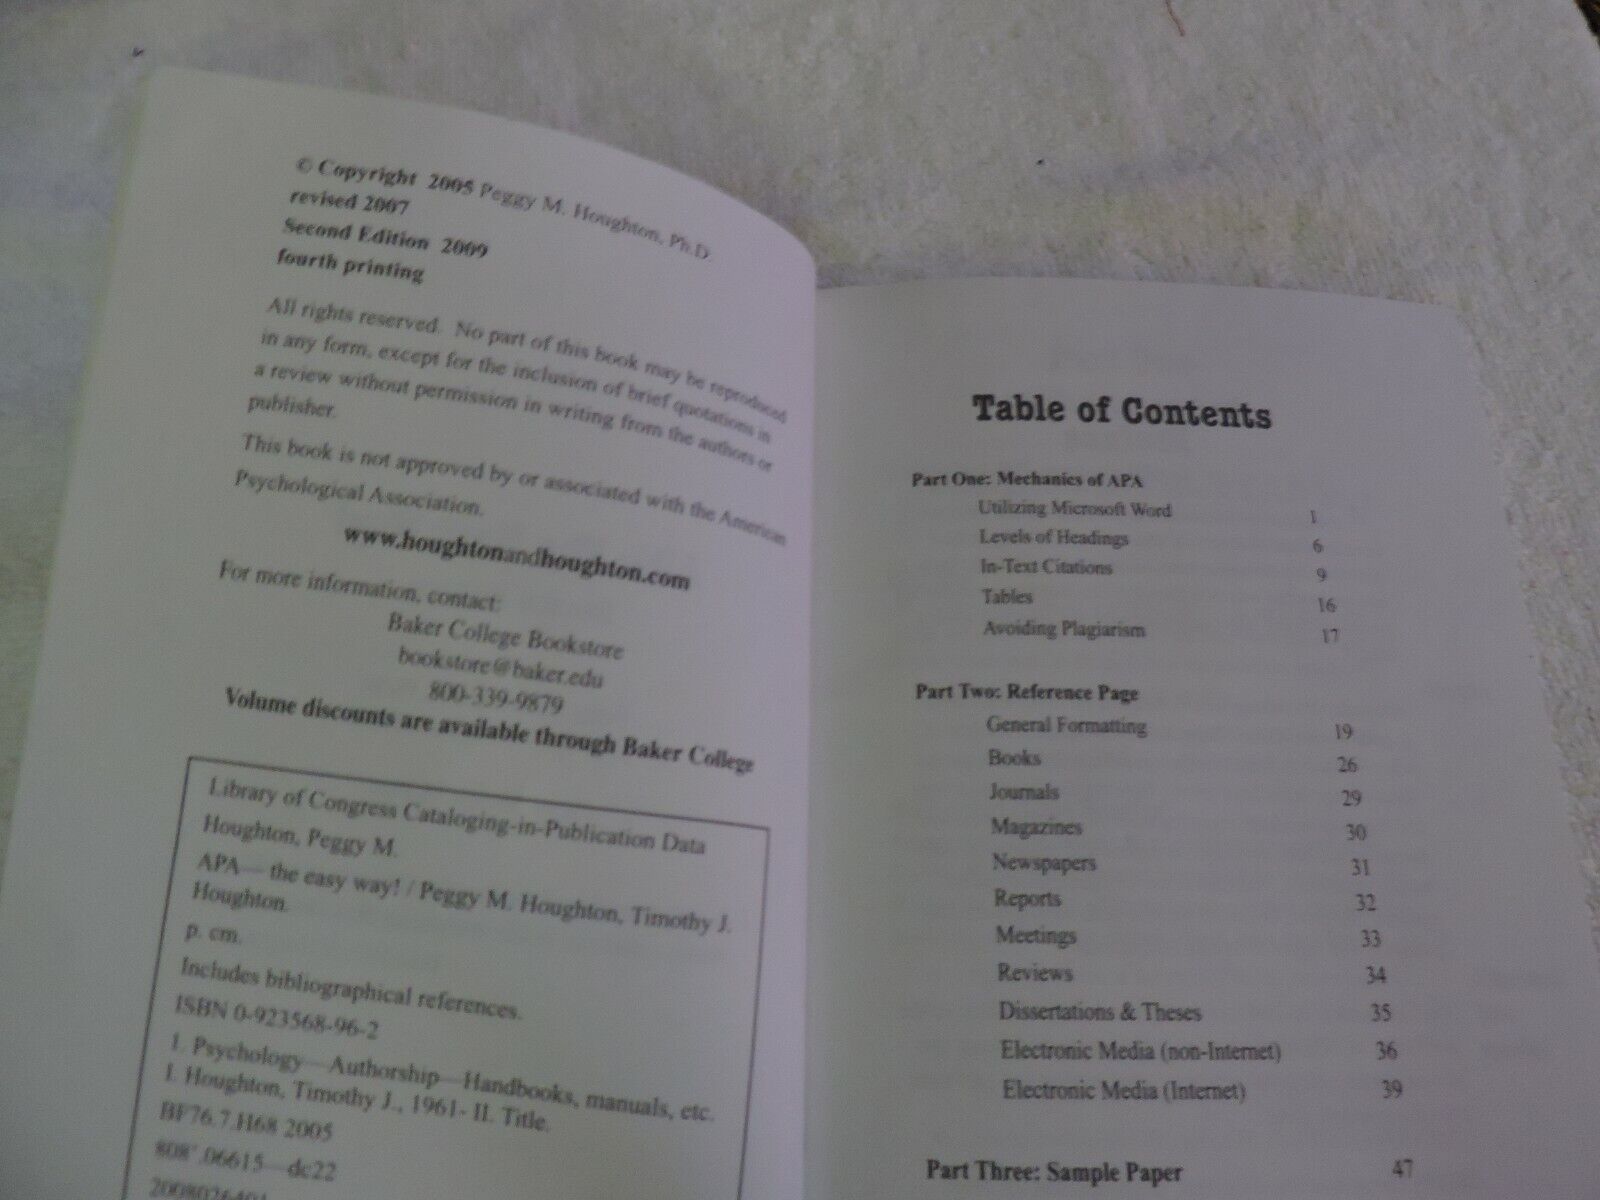 © Copyright 2005 Peggy M. Houghton, Ph.D.
revised 2007
Second Edition 2009
fourth printing
All rights reserved. No part of this book may be reproduced
in any form, except for the inclusion of brief quotations in
a review without permission in writing from the authors or
publisher.
This book is not approved by or associated with the American
Psychological Association.
www.houghtonandhoughton.com
For more information, contact:
Baker College Bookstore
bookstore@baker.edu
800-339-9879
Volume discounts are available through Baker College
Library of Congress Cataloging-in-Publication Data
Houghton, Peggy M.
APA—the easy way! / Peggy M. Houghton, Timothy J.
Houghton.
p. cm.
Includes bibliographical references.
ISBN 0-923568-96-2
1. Psychology—Authorship—Handbooks, manuals, etc.
I. Houghton, Timothy J., 1961- II. Title.
BF76.7.H68 2005
808'.06615—dc22
Table of Contents
Part One: Mechanics of APA
Utilizing Microsoft Word 1
Levels of Headings 6
In-Text Citations 9
Tables 16
Avoiding Plagiarism 17
Part Two: Reference Page
General Formatting 19
Books 26
Journals 29
Magazines 30
Newspapers 31
Reports 32
Meetings 33
Reviews 34
Dissertations & Theses 35
Electronic Media (non-Internet) 36
Electronic Media (Internet) 39
Part Three: Sample Paper 47